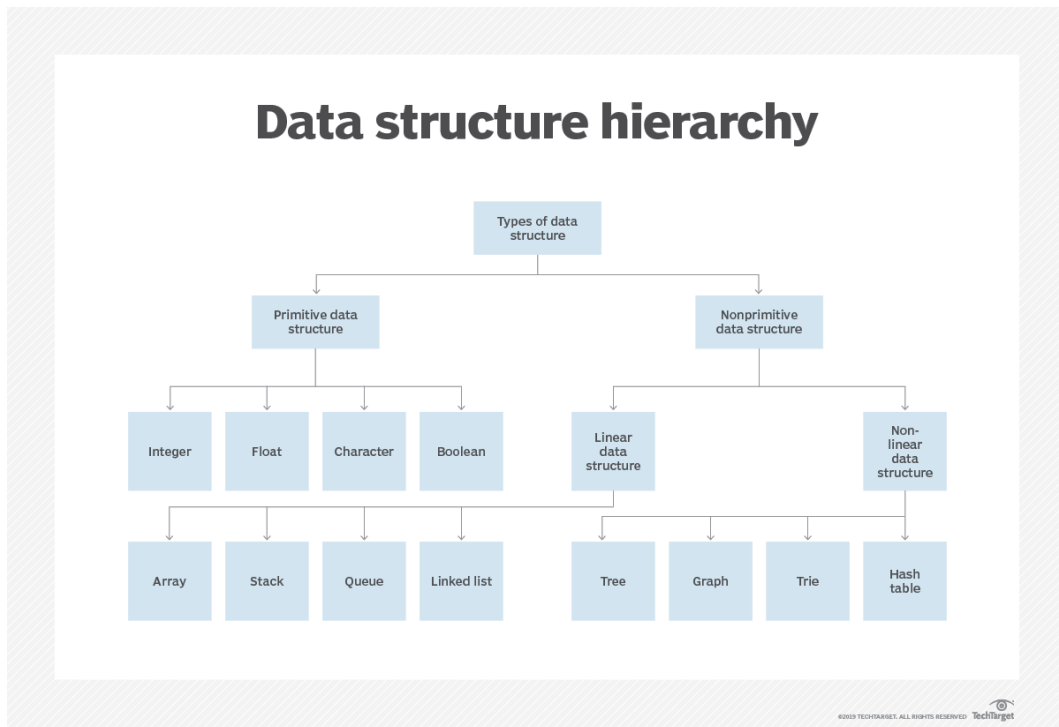 Data structure hierarchy
Types of data
structure
Primitive data
structure
Nonprimitive
data structure
Integer
Float
Character
Boolean
Linear
data
structure
Non-
linear
data
structure
Array
Stack
Queue
Linked list
Tree
Graph
Trie
Hash
table
©2019 TECHTARGET. ALL RIGHTS RESERVED TechTarget